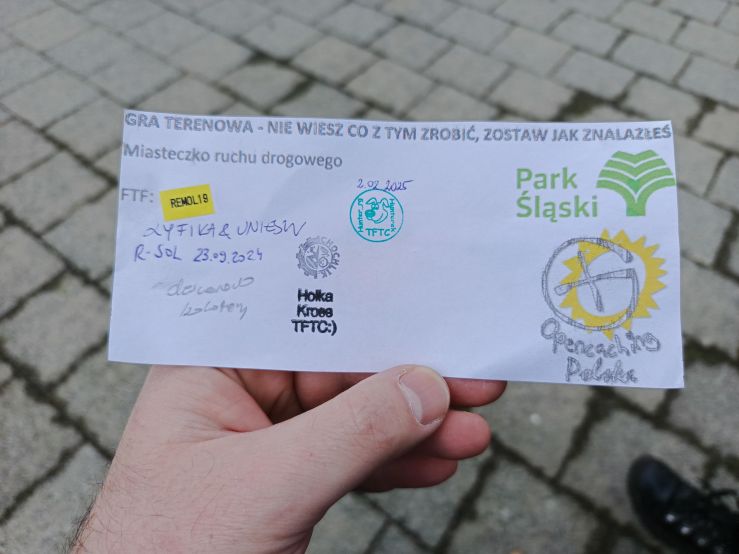 GRA TERENOWA - NIE WIESZ CO Z TYM ZROBIĆ, ZOSTAW JAK ZNALAZŁEŚ
Miasteczko ruchu drogowego
Park
Śląski
FTF: REMOL19
2.02.2025
Hunter_19
TFTC
R-SOL 23.09.2024
Holka
Kross
TFTC:)
Opencaching
Polska